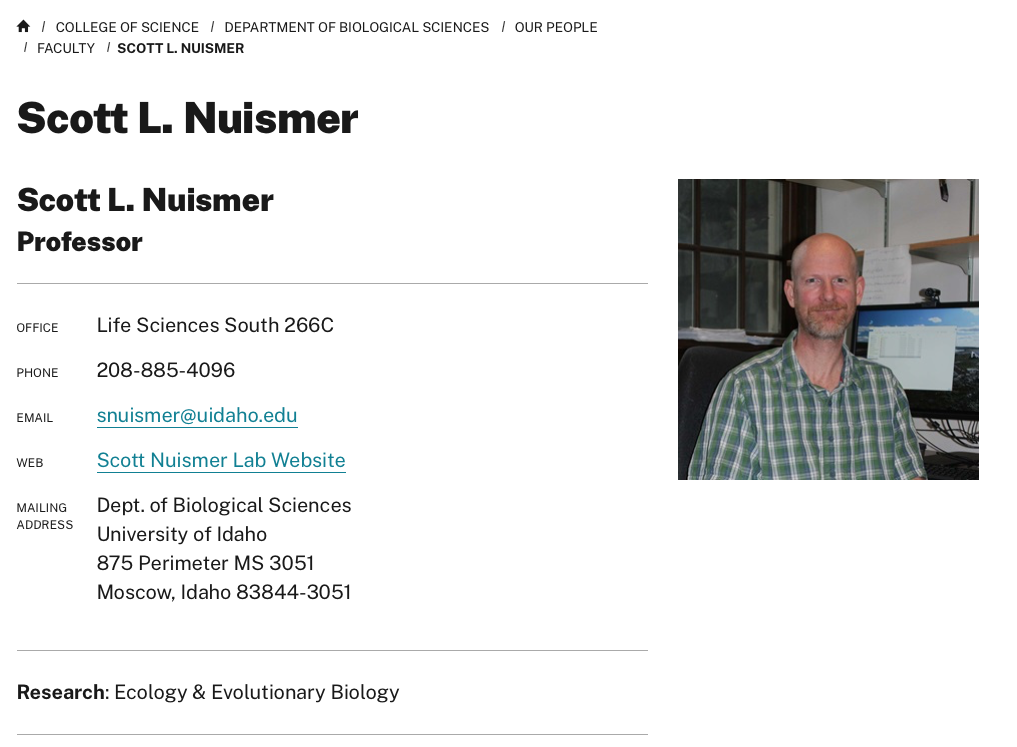 / COLLEGE OF SCIENCE / DEPARTMENT OF BIOLOGICAL SCIENCES / OUR PEOPLE
/ FACULTY / SCOTT L. NUISMER
Scott L. Nuismer
Scott L. Nuismer
Professor
OFFICE Life Sciences South 266C
PHONE 208-885-4096
EMAIL snuismer@uidaho.edu
WEB Scott Nuismer Lab Website
MAILING ADDRESS Dept. of Biological Sciences
University of Idaho
875 Perimeter MS 3051
Moscow, Idaho 83844-3051
Research: Ecology & Evolutionary Biology